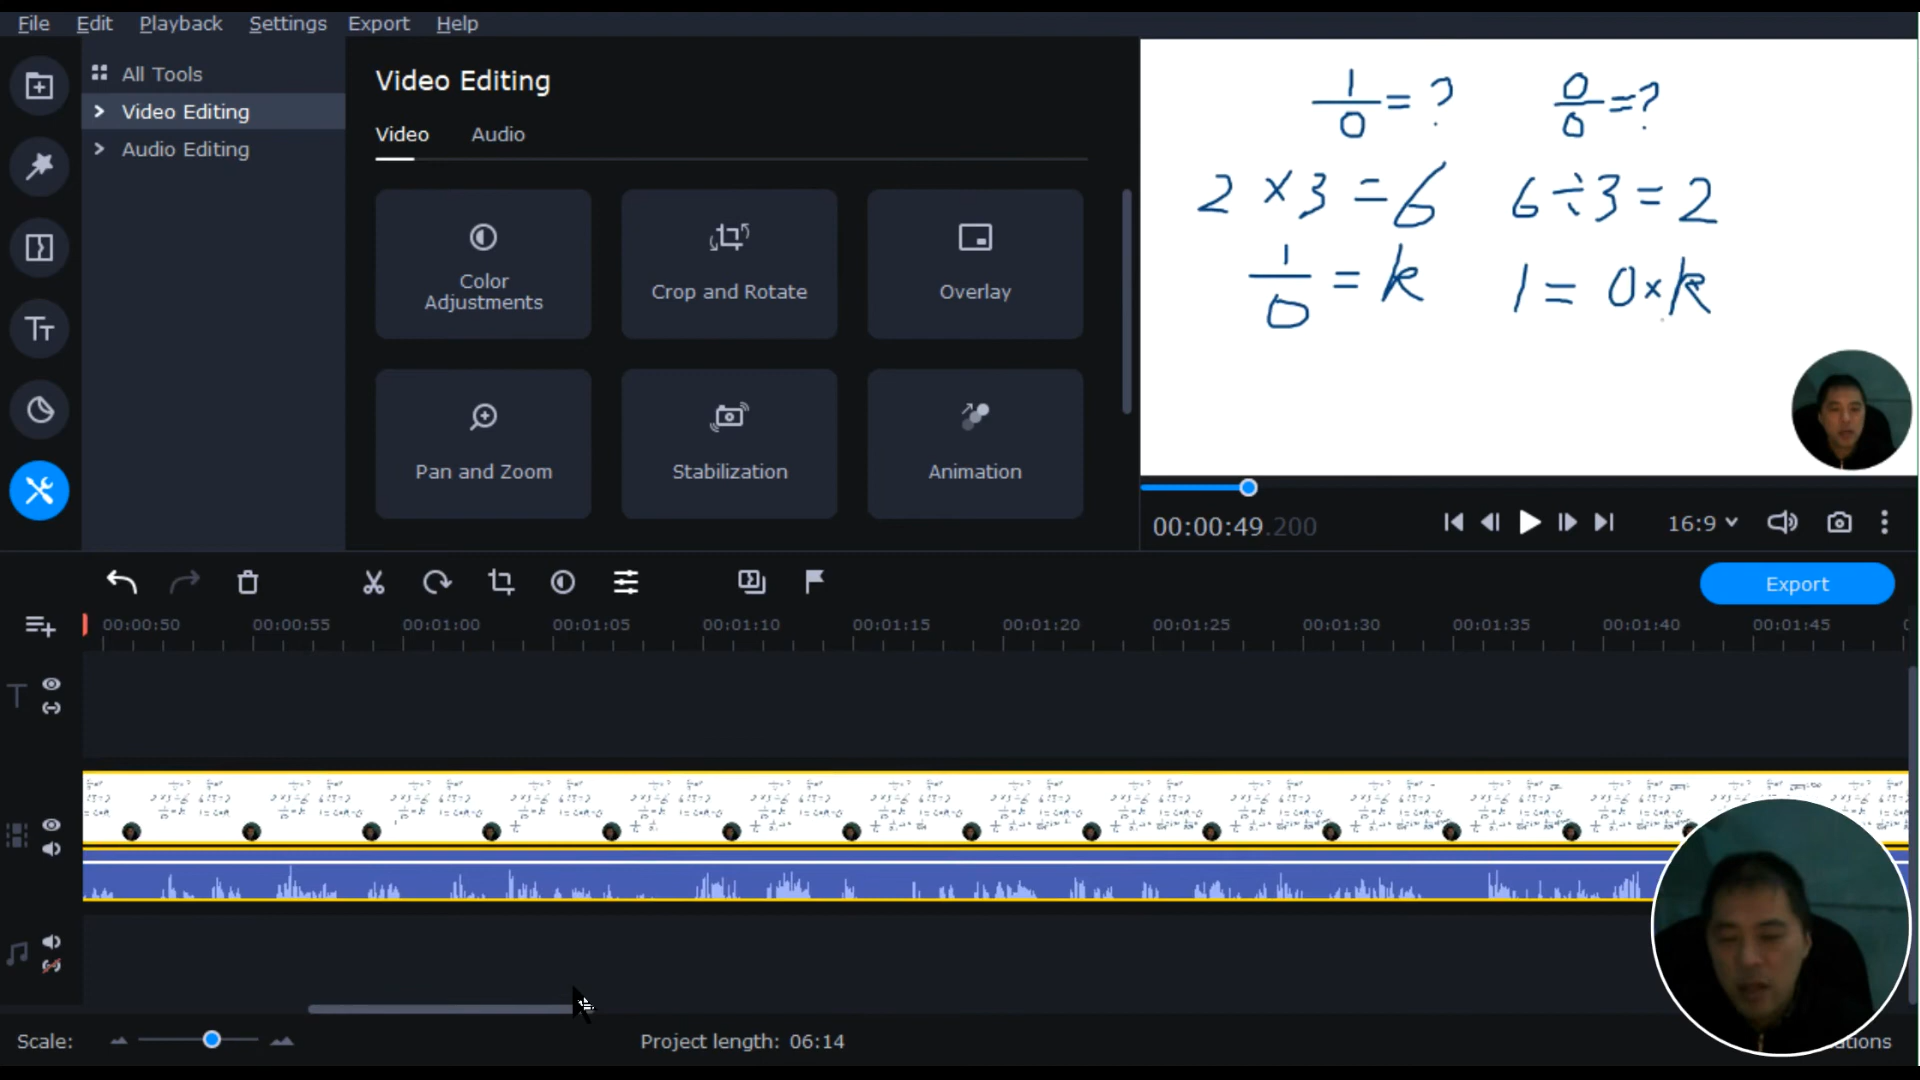 File Edit Playback Settings Export Help
All Tools
Video Editing
Audio Editing
Video Editing
Video Audio
Color Adjustments
Crop and Rotate
Overlay
Pan and Zoom
Stabilization
Animation
1/0 = ? 0/0 = ?
2 × 3 = 6 6 ÷ 3 = 2
1/0 = k 1 = 0 × k
00:00:49.200
16:9
Export
00:00:50 00:00:55 00:01:00 00:01:05 00:01:10 00:01:15 00:01:20 00:01:25 00:01:30 00:01:35 00:01:40 00:01:45
Scale:
Project length: 06:14